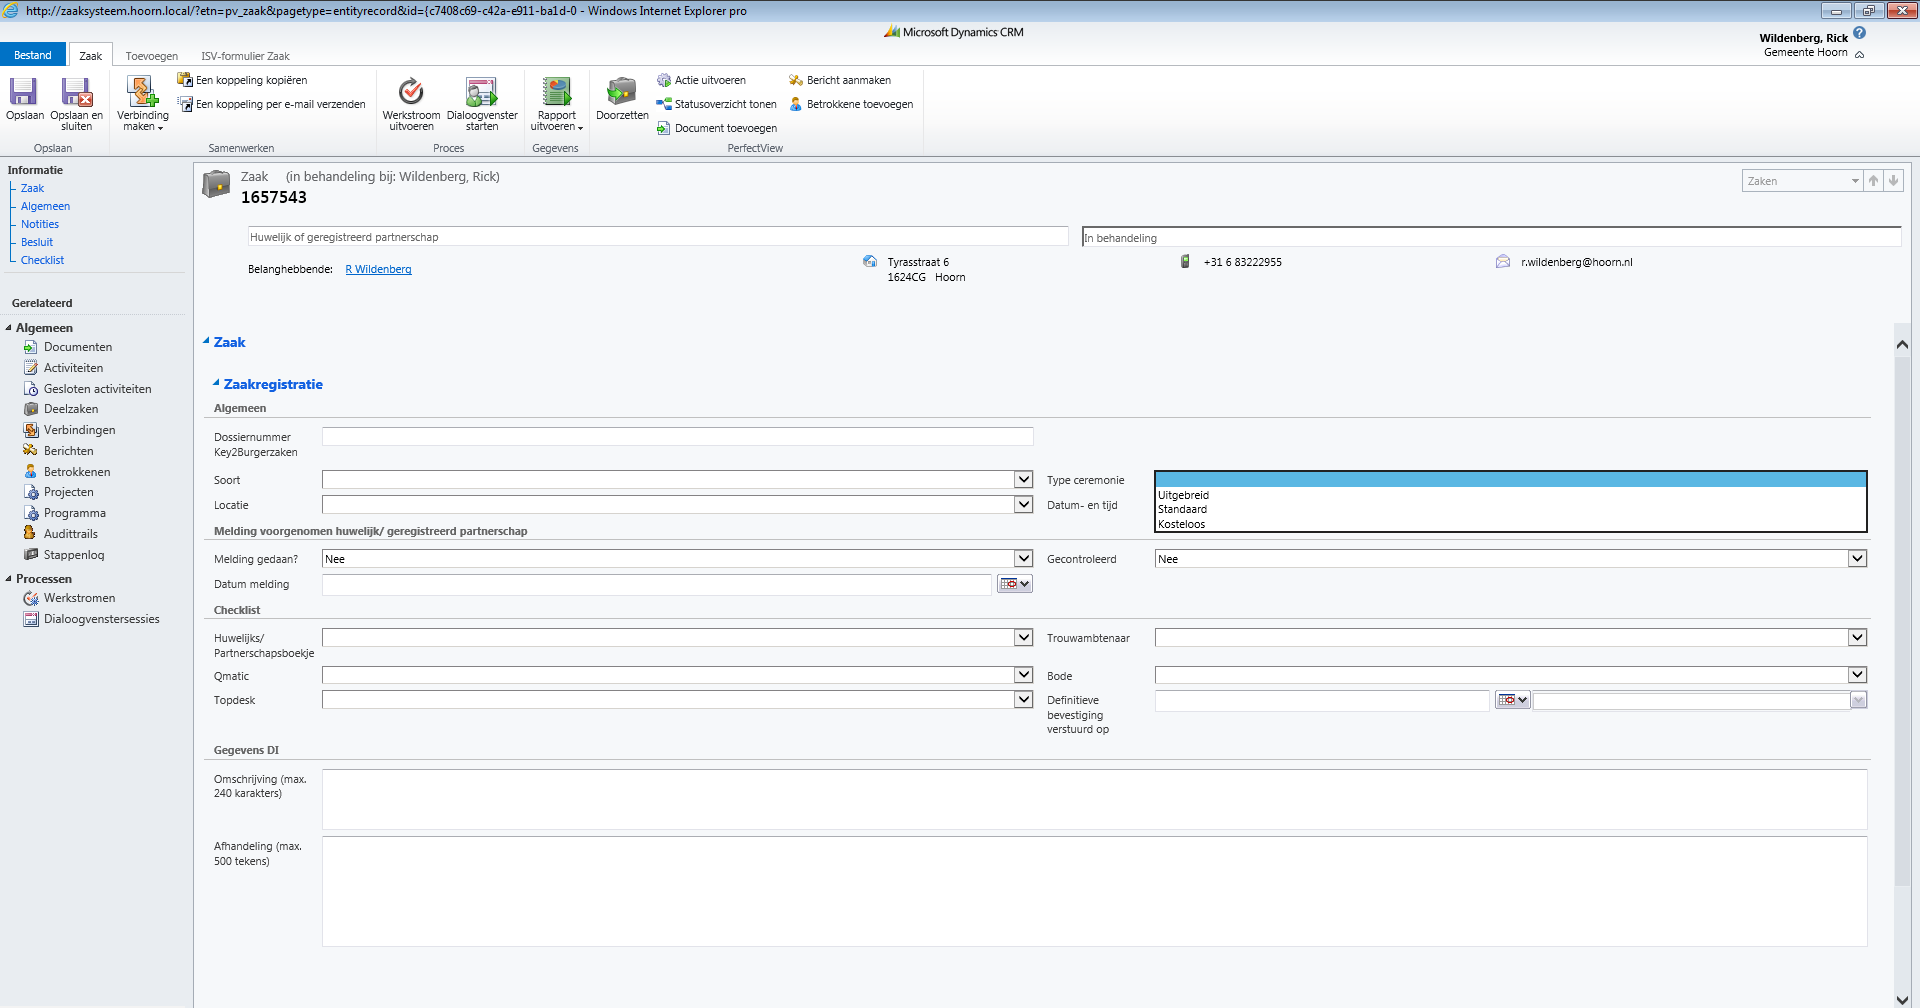 http://zaaksysteem.hoorn.local/?etn=pv_zaak&pagetype=entityrecord&id={c7408c69-c42a-e911-ba1d-0 - Windows Internet Explorer pro
Microsoft Dynamics CRM
Wildenberg, Rick
Gemeente Hoorn
Bestand
Zaak
Toevoegen
ISV-formulier Zaak
Opslaan
Opslaan en
sluiten
Opslaan
Verbinding
maken
Een koppeling kopiëren
Een koppeling per e-mail verzenden
Samenwerken
Werkstroom
uitvoeren
Dialoogvenster
starten
Proces
Rapport
uitvoeren
Gegevens
Doorzetten
Actie uitvoeren
Statusoverzicht tonen
Document toevoegen
Bericht aanmaken
Betrokkene toevoegen
PerfectView
Informatie
Zaak
Algemeen
Notities
Besluit
Checklist
Gerelateerd
Algemeen
Documenten
Activiteiten
Gesloten activiteiten
Deelzaken
Verbindingen
Berichten
Betrokkenen
Projecten
Programma
Audittrails
Stappenlog
Processen
Werkstromen
Dialoogvenstersessies
Zaak (in behandeling bij: Wildenberg, Rick)
1657543
Zaken
Huwelijk of geregistreerd partnerschap
In behandeling
Belanghebbende: R Wildenberg
Tyrasstraat 6
1624CG Hoorn
+31 6 83222955
r.wildenberg@hoorn.nl
Zaak
Zaakregistratie
Algemeen
Dossiernummer
Key2Burgerzaken
Soort
Type ceremonie
Uitgebreid
Standaard
Kosteloos
Locatie
Datum- en tijd
Melding voorgenomen huwelijk/ geregistreerd partnerschap
Melding gedaan? Nee
Gecontroleerd Nee
Datum melding
Checklist
Huwelijks/
Partnerschapsboekje
Trouwambtenaar
Qmatic
Bode
Topdesk
Definitieve
bevestiging
verstuurd op
Gegevens DI
Omschrijving (max.
240 karakters)
Afhandeling (max.
500 tekens)